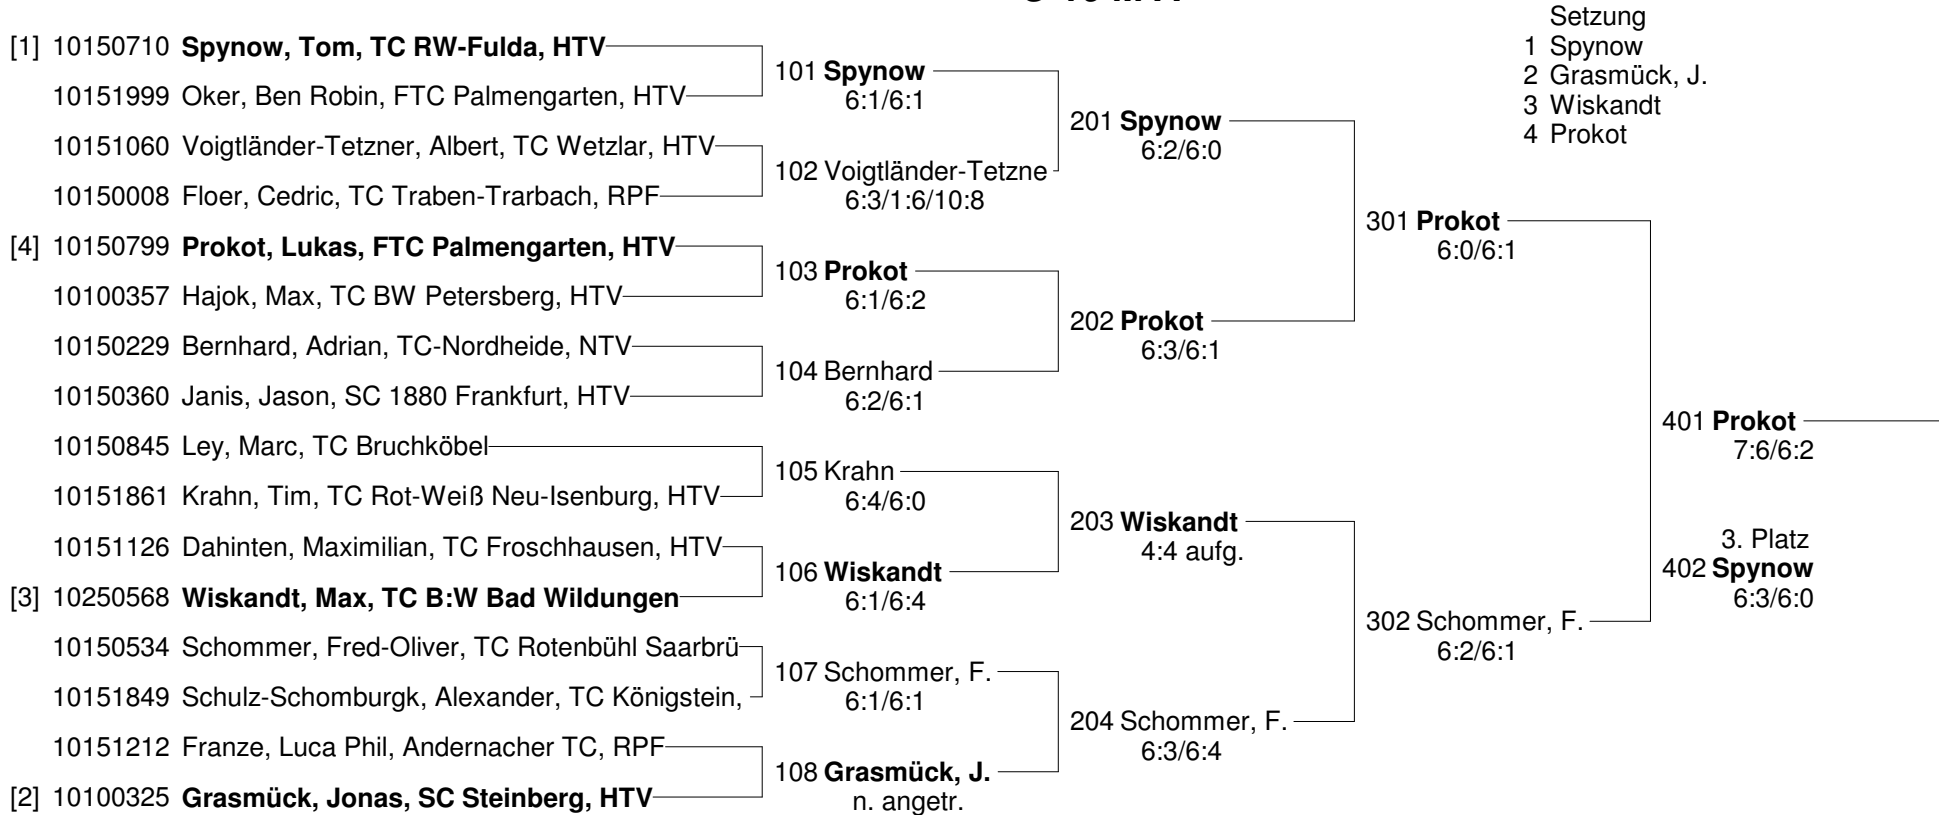 Setzung
1 Spynow
2 Grasmück, J.
3 Wiskandt
4 Prokot
[1] 10150710 Spynow, Tom, TC RW-Fulda, HTV
10151999 Oker, Ben Robin, FTC Palmengarten, HTV
10151060 Voigtländer-Tetzner, Albert, TC Wetzlar, HTV
10150008 Floer, Cedric, TC Traben-Trarbach, RPF
[4] 10150799 Prokot, Lukas, FTC Palmengarten, HTV
10100357 Hajok, Max, TC BW Petersberg, HTV
10150229 Bernhard, Adrian, TC-Nordheide, NTV
10150360 Janis, Jason, SC 1880 Frankfurt, HTV
10150845 Ley, Marc, TC Bruchköbel
10151861 Krahn, Tim, TC Rot-Weiß Neu-Isenburg, HTV
10151126 Dahinten, Maximilian, TC Froschhausen, HTV
[3] 10250568 Wiskandt, Max, TC B:W Bad Wildungen
10150534 Schommer, Fred-Oliver, TC Rotenbühl Saarbrü
10151849 Schulz-Schomburgk, Alexander, TC Königstein,
10151212 Franze, Luca Phil, Andernacher TC, RPF
[2] 10100325 Grasmück, Jonas, SC Steinberg, HTV
101 Spynow
6:1/6:1
102 Voigtländer-Tetzne
6:3/1:6/10:8
103 Prokot
6:1/6:2
104 Bernhard
6:2/6:1
105 Krahn
6:4/6:0
106 Wiskandt
6:1/6:4
107 Schommer, F.
6:1/6:1
108 Grasmück, J.
n. angetr.
201 Spynow
6:2/6:0
202 Prokot
6:3/6:1
203 Wiskandt
4:4 aufg.
204 Schommer, F.
6:3/6:4
301 Prokot
6:0/6:1
302 Schommer, F.
6:2/6:1
401 Prokot
7:6/6:2
3. Platz
402 Spynow
6:3/6:0